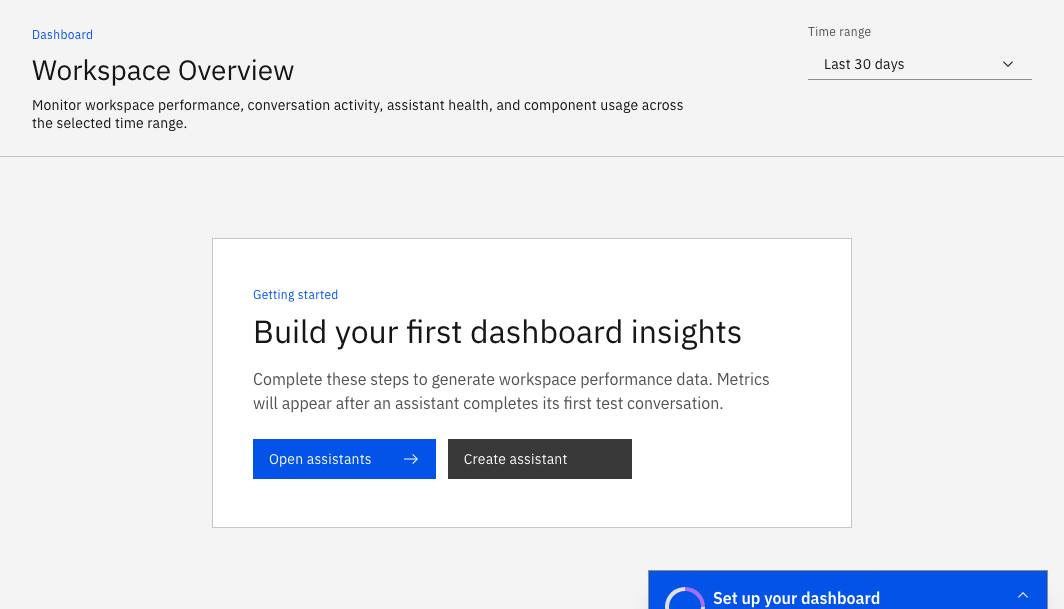 Dashboard
Workspace Overview
Monitor workspace performance, conversation activity, assistant health, and component usage across
the selected time range.
Time range
Last 30 days
Getting started
Build your first dashboard insights
Complete these steps to generate workspace performance data. Metrics
will appear after an assistant completes its first test conversation.
Open assistants
Create assistant
Set up your dashboard